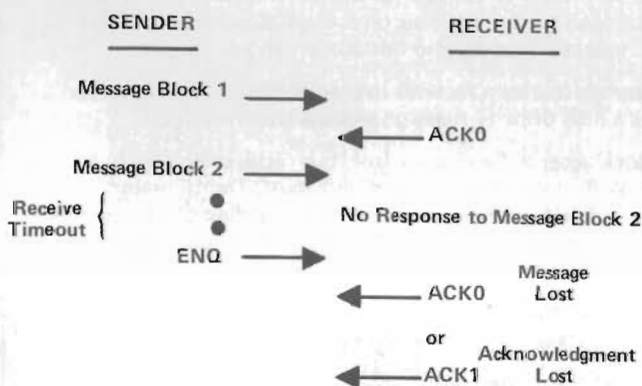 SENDER RECEIVER
Message Block 1
ACK0
Message Block 2
Receive
Timeout
No Response to Message Block 2
ENQ
ACK0 Message
Lost
or
Acknowledgment
ACK1 Lost